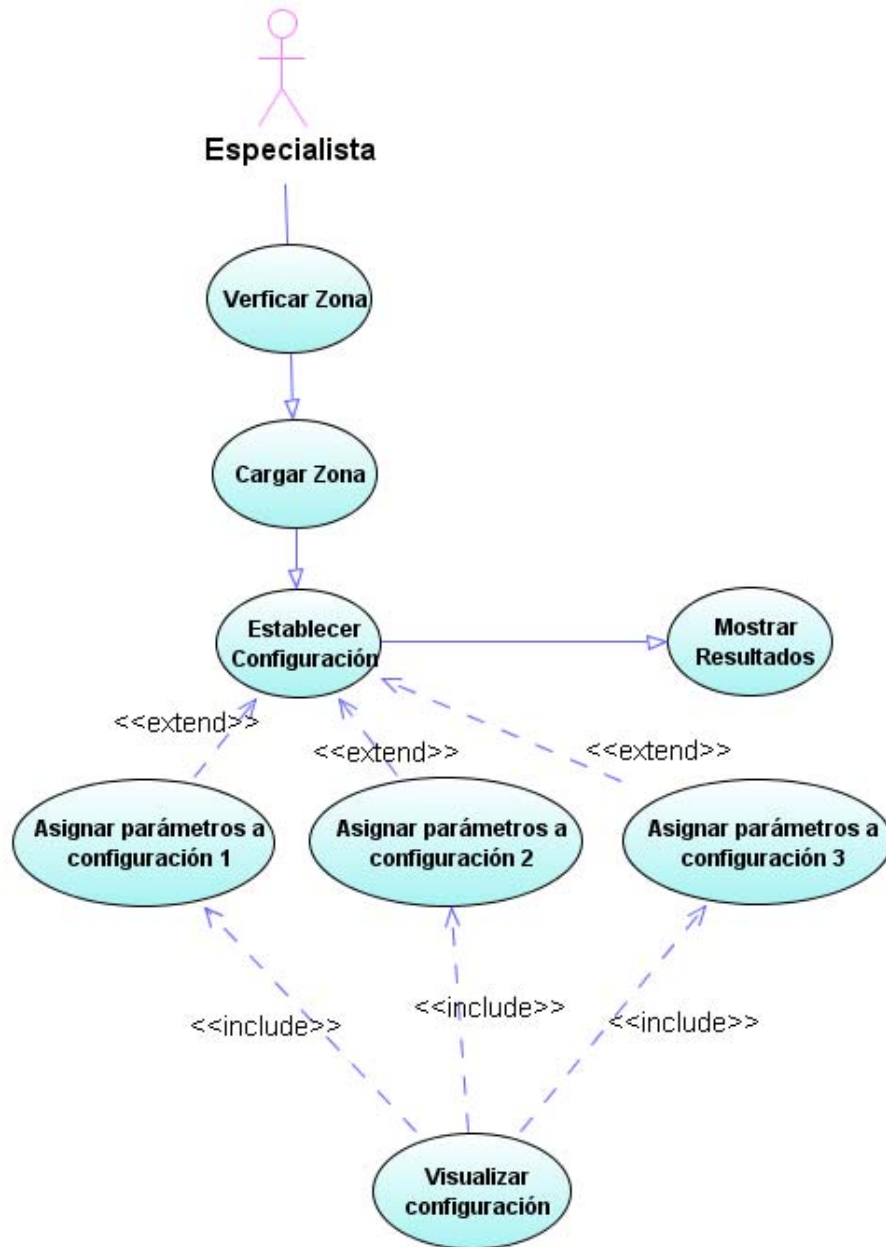 Especialista
Verficar Zona
Cargar Zona
Establecer
Configuración
Mostrar
Resultados
<<extend>>
<<extend>>
<<extend>>
Asignar parámetros a
configuración 1
Asignar parámetros a
configuración 2
Asignar parámetros a
configuración 3
<<include>>
<<include>>
<<include>>
Visualizar
configuración